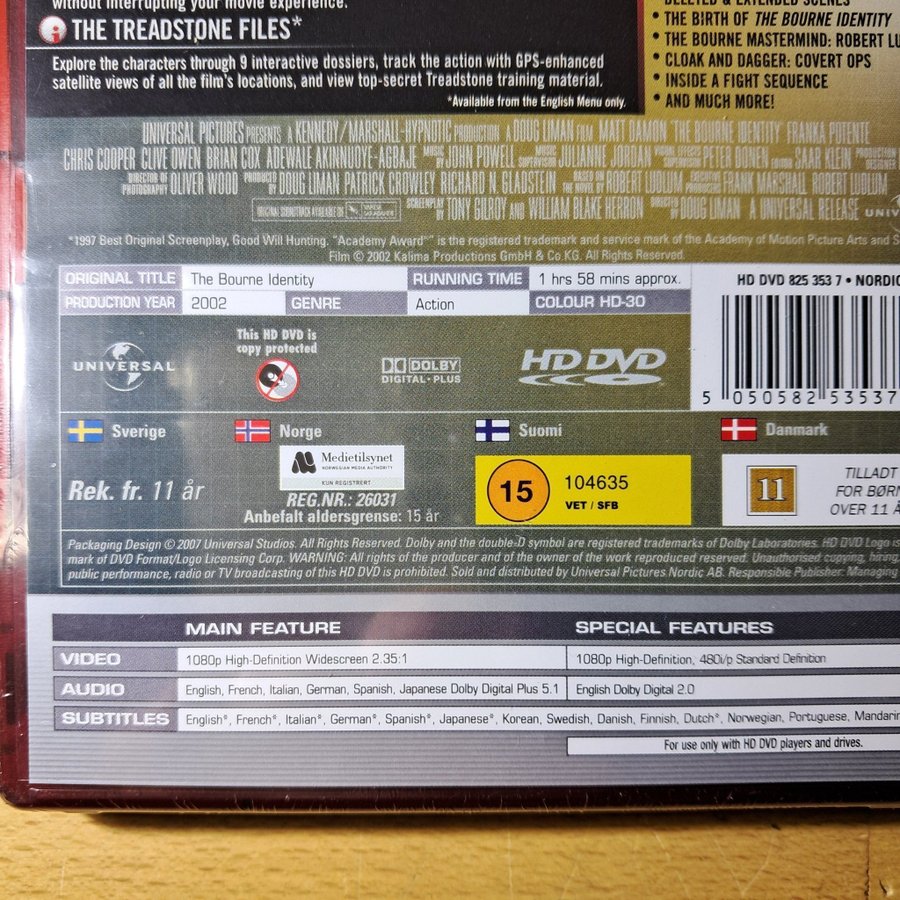 without interrupting your movie experience.
i THE TREADSTONE FILES*
Explore the characters through 9 interactive dossiers, track the action with GPS-enhanced
satellite views of all the film's locations, and view top-secret Treadstone training material.
*Available from the English Menu only.
DELETED & EXTENDED SCENES
• THE BIRTH OF THE BOURNE IDENTITY
• THE BOURNE MASTERMIND: ROBERT LU
• CLOAK AND DAGGER: COVERT OPS
• INSIDE A FIGHT SEQUENCE
• AND MUCH MORE!
UNIVERSAL PICTURES PRESENTS A KENNEDY/MARSHALL-HYPNOTIC PRODUCTION A DOUG LIMAN FILM MATT DAMON THE BOURNE IDENTITY FRANKA POTENTE
CHRIS COOPER CLIVE OWEN BRIAN COX ADEWALE AKINNUOYE-AGBAJE MUSIC BY JOHN POWELL MUSIC SUPERVISION JULIANNE JORDAN VISUAL EFFECTS SUPERVISOR PETER DONEN EDITOR SAAR KLEIN PRODUCTION DESIGNER
DIRECTOR OF PHOTOGRAPHY OLIVER WOOD PRODUCED BY DOUG LIMAN PATRICK CROWLEY RICHARD N. GLADSTEIN BASED ON THE NOVEL BY ROBERT LUDLUM EXECUTIVE PRODUCERS FRANK MARSHALL ROBERT LUDLUM
ORIGINAL SOUNDTRACK AVAILABLE ON VARÈSE SARABANDE SCREENPLAY BY TONY GILROY AND WILLIAM BLAKE HERRON DIRECTED BY DOUG LIMAN A UNIVERSAL RELEASE UNIV
*1997 Best Original Screenplay, Good Will Hunting. "Academy Award®" is the registered trademark and service mark of the Academy of Motion Picture Arts and S
Film © 2002 Kalima Productions GmbH & Co.KG. All Rights Reserved.
ORIGINAL TITLE The Bourne Identity RUNNING TIME 1 hrs 58 mins approx.
PRODUCTION YEAR 2002 GENRE Action COLOUR HD-30
HD DVD 825 353 7 • NORDIC
5 050582 53537
UNIVERSAL
This HD DVD is
copy protected
DOLBY
DIGITAL·PLUS
HD DVD
Sverige
Rek. fr. 11 år
Norge
Medietilsynet
NORWEGIAN MEDIA AUTHORITY
KUN REGISTRERT
REG.NR.: 26031
Anbefalt aldersgrense: 15 år
Suomi
15
104635
VET / SFB
Danmark
11
TILLADT
FOR BØRN
OVER 11 Å
Packaging Design © 2007 Universal Studios. All Rights Reserved. Dolby and the double-D symbol are registered trademarks of Dolby Laboratories. HD DVD Logo is
mark of DVD Format/Logo Licensing Corp. WARNING: All rights of the producer and of the owner of the work reproduced reserved. Unauthorised copying, hiring,
public performance, radio or TV broadcasting of this HD DVD is prohibited. Sold and distributed by Universal Pictures Nordic AB. Responsible Publisher: Managing
MAIN FEATURE SPECIAL FEATURES
VIDEO 1080p High-Definition Widescreen 2.35:1 1080p High-Definition, 480i/p Standard Definition
AUDIO English, French, Italian, German, Spanish, Japanese Dolby Digital Plus 5.1 English Dolby Digital 2.0
SUBTITLES English*, French*, Italian*, German*, Spanish*, Japanese*, Korean, Swedish, Danish, Finnish, Dutch*, Norwegian, Portuguese, Mandarin
For use only with HD DVD players and drives.